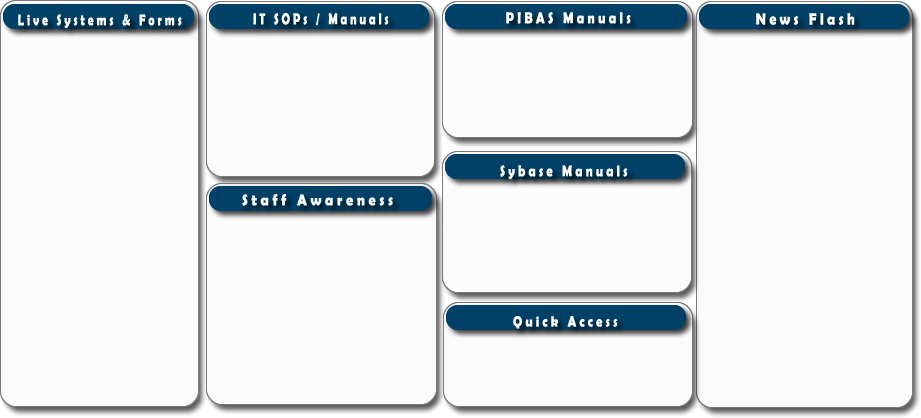 Live Systems & Forms
IT SOPs / Manuals
Staff Awareness
PIBAS Manuals
Sybase Manuals
Quick Access
News Flash